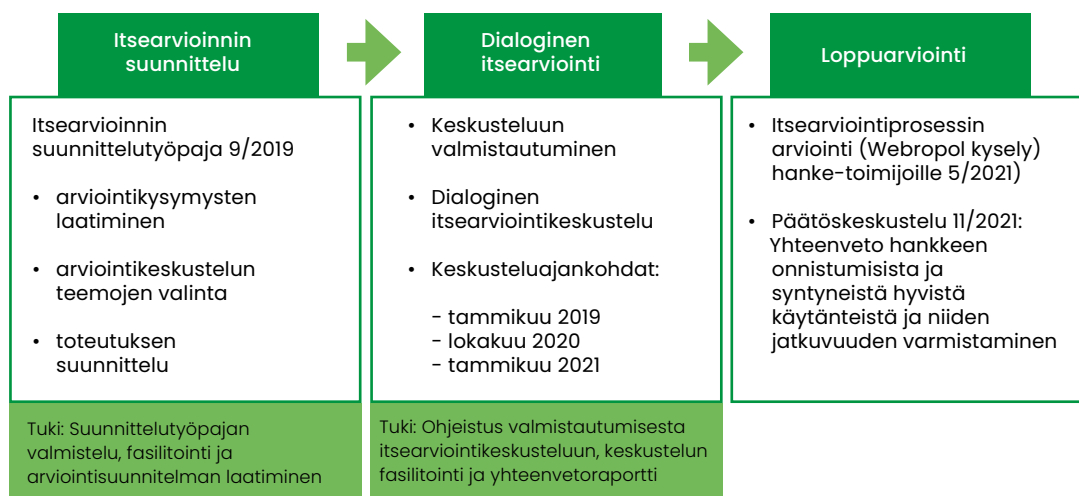 Itsearvioinnin
suunnittelu
Itsearvioinnin
suunnittelutyöpaja 9/2019
• arviointikysymysten
laatiminen
• arviointikeskustelun
teemojen valinta
• toteutuksen
suunnittelu
Tuki: Suunnittelutyöpajan
valmistelu, fasilitointi ja
arviointisuunnitelman laatiminen
Dialoginen
itsearviointi
• Keskusteluun
valmistautuminen
• Dialoginen
itsearviointikeskustelu
• Keskusteluajankohdat:
- tammikuu 2019
- lokakuu 2020
- tammikuu 2021
Tuki: Ohjeistus valmistautumisesta
itsearviointikeskusteluun, keskustelun
fasilitointi ja yhteenvetoraportti
Loppuarviointi
• Itsearviointiprosessin
arviointi (Webropol kysely)
hanke-toimijoille 5/2021)
• Päätöskeskustelu 11/2021:
Yhteenveto hankkeen
onnistumisista ja
syntyneistä hyvistä
käytänteistä ja niiden
jatkuvuuden varmistaminen